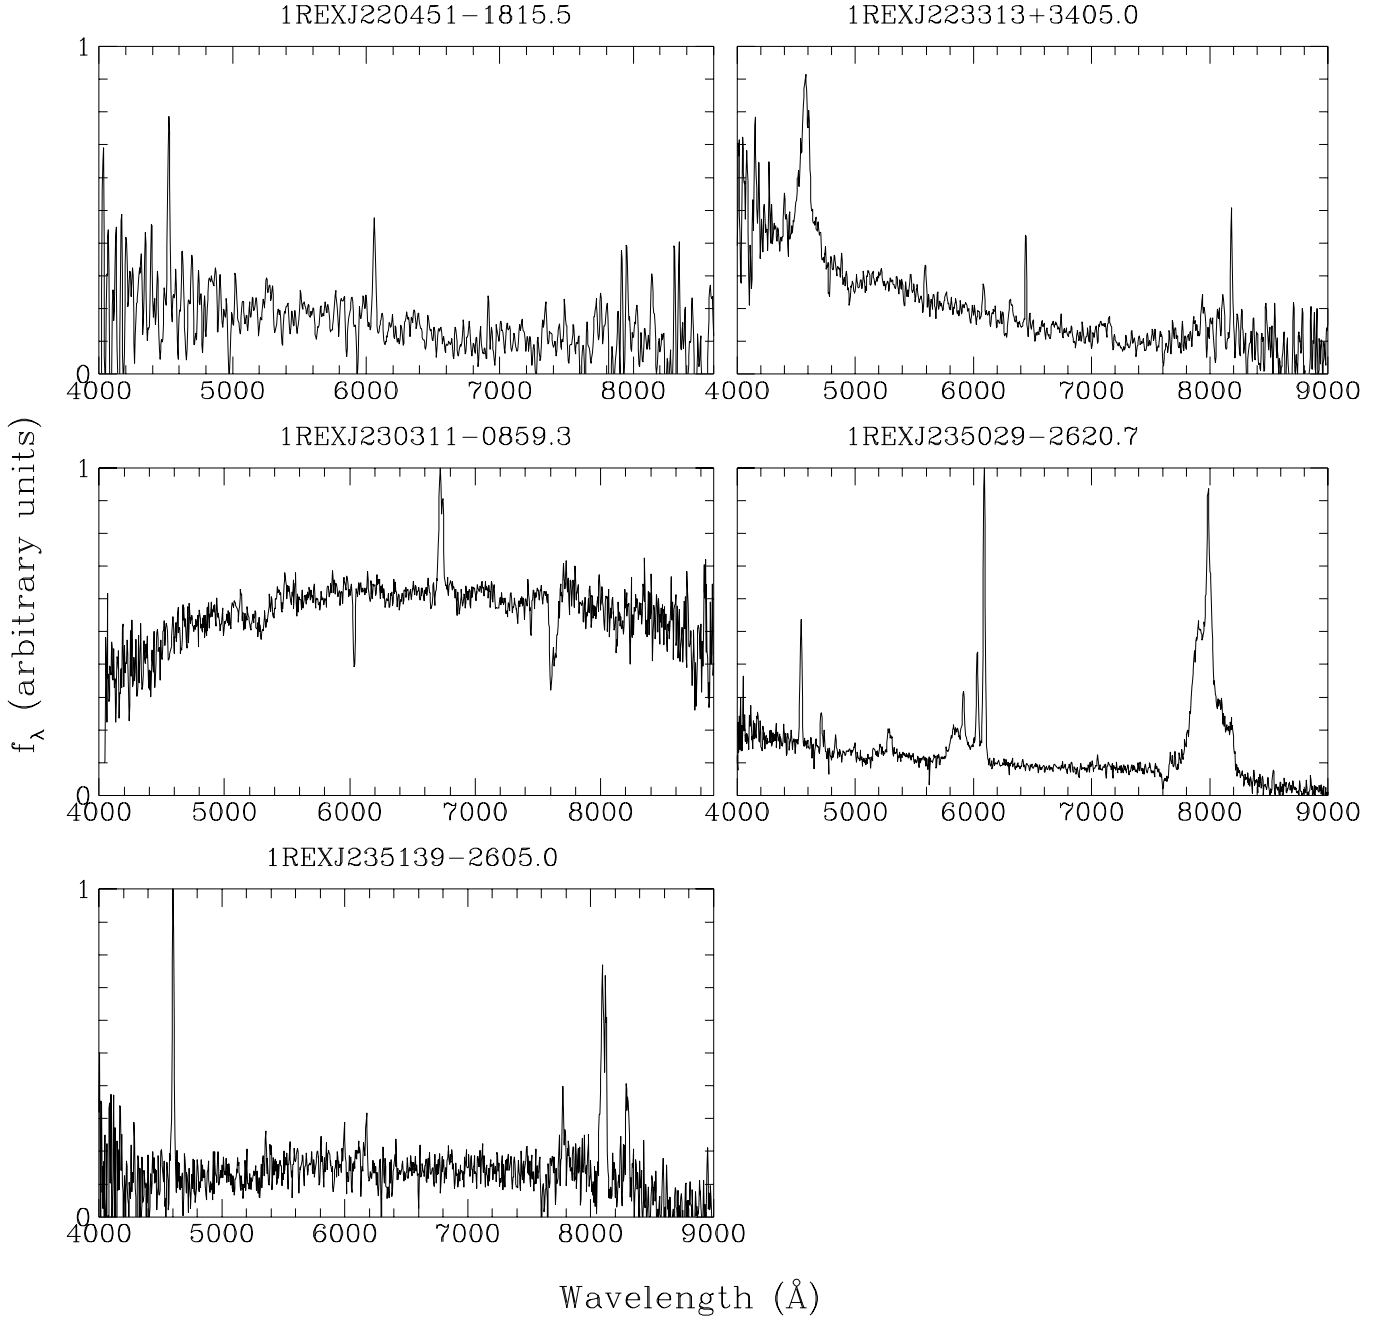 1REXJ220451−1815.5
1REXJ223313+3405.0
1
0
4000 5000 6000 7000 8000
4000 5000 6000 7000 8000 9000
1REXJ230311−0859.3
1REXJ235029−2620.7
1
0
4000 5000 6000 7000 8000
4000 5000 6000 7000 8000 9000
fλ (arbitrary units)
1REXJ235139−2605.0
1
0
4000 5000 6000 7000 8000 9000
Wavelength (Å)